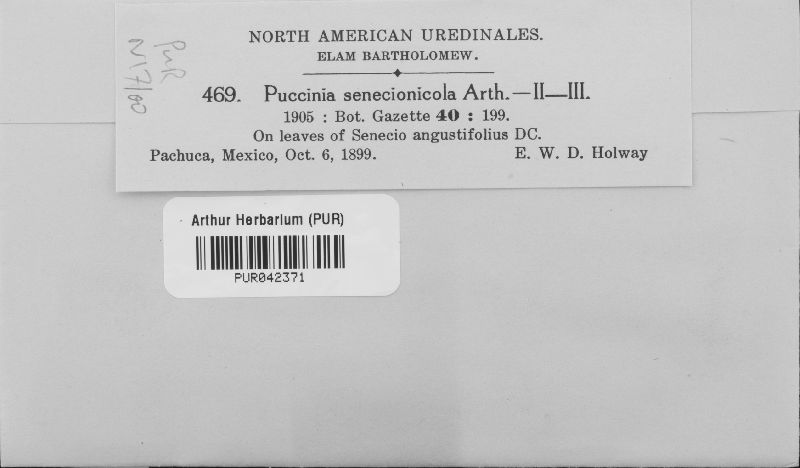 NORTH AMERICAN UREDINALES.
ELAM BARTHOLOMEW.
469. Puccinia senecionicola Arth.—II—III.
1905 : Bot. Gazette 40 : 199.
On leaves of Senecio angustifolius DC.
Pachuca, Mexico, Oct. 6, 1899. E. W. D. Holway
PUR
Arthur Herbarium (PUR)
PUR042371